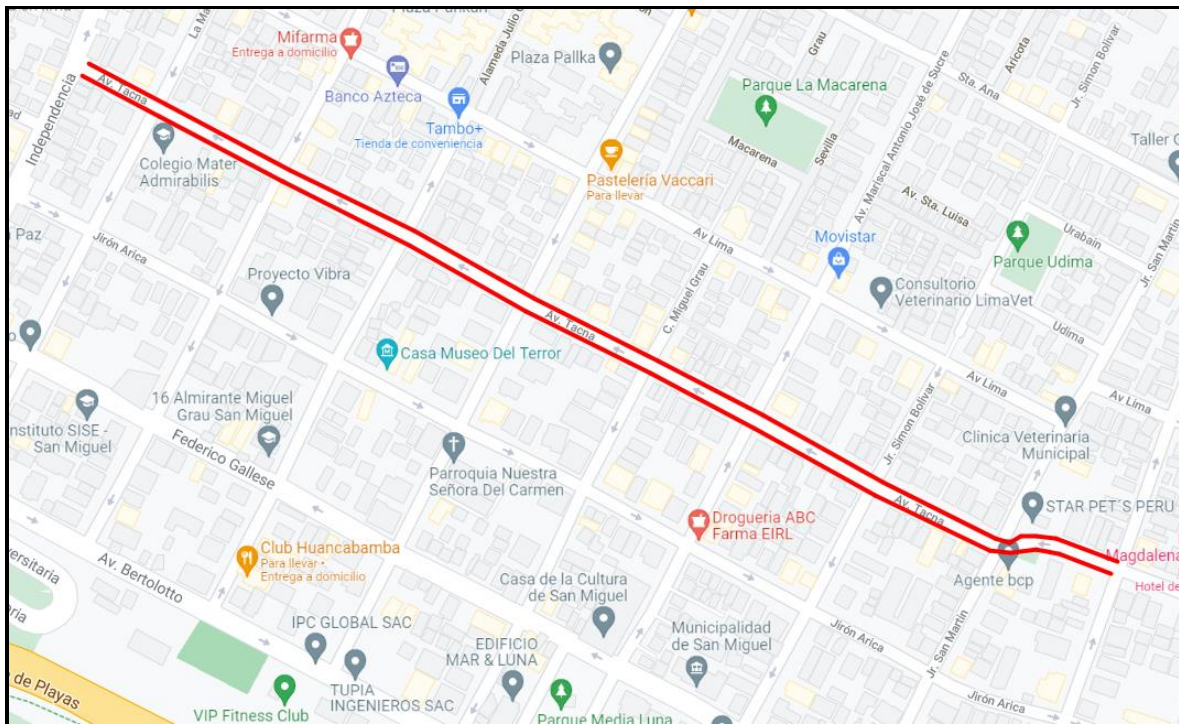 Mifarma
Entrega a domicilio
Banco Azteca
Tambo+
Tienda de conveniencia
Plaza Pallka
Grau
Aricota
Jr. Simon Bolivar
Sta. Ana
Parque La Macarena
Macarena
Sevilla
Av. Mariscal Antonio José de Sucre
Taller
Independencia
Av. Tacna
Colegio Mater
Admirabilis
Pastelería Vaccari
Para llevar
Av. Sta. Luisa
Urabain
Jr. San Martin
Paz
Jirón Arica
Av Lima
Movistar
Parque Udima
Proyecto Vibra
C. Miguel Grau
Consultorio
Veterinario LimaVet
Udima
Av. Tacna
Casa Museo Del Terror
Av Lima
Av Lima
16 Almirante Miguel
Grau San Miguel
Instituto SISE -
San Miguel
Federico Gallese
Jr. Simon Bolivar
Clínica Veterinaria
Municipal
Parroquia Nuestra
Señora Del Carmen
Av. Tacna
STAR PET´S PERU
Drogueria ABC
Farma EIRL
Club Huancabamba
Para llevar •
Entrega a domicilio
Av. Bertolotto
Casa de la Cultura
de San Miguel
Agente bcp
Magdalena
Hotel de
IPC GLOBAL SAC
EDIFICIO
MAR & LUNA
Municipalidad
de San Miguel
Jirón Arica
Jr. San Martin
de Playas
TUPIA
INGENIEROS SAC
VIP Fitness Club
Parque Media Luna
Jirón Arica